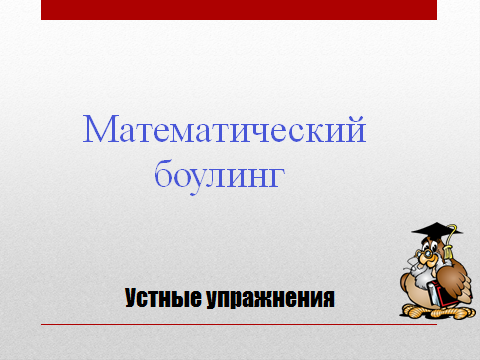 Математический
боулинг
Устные упражнения